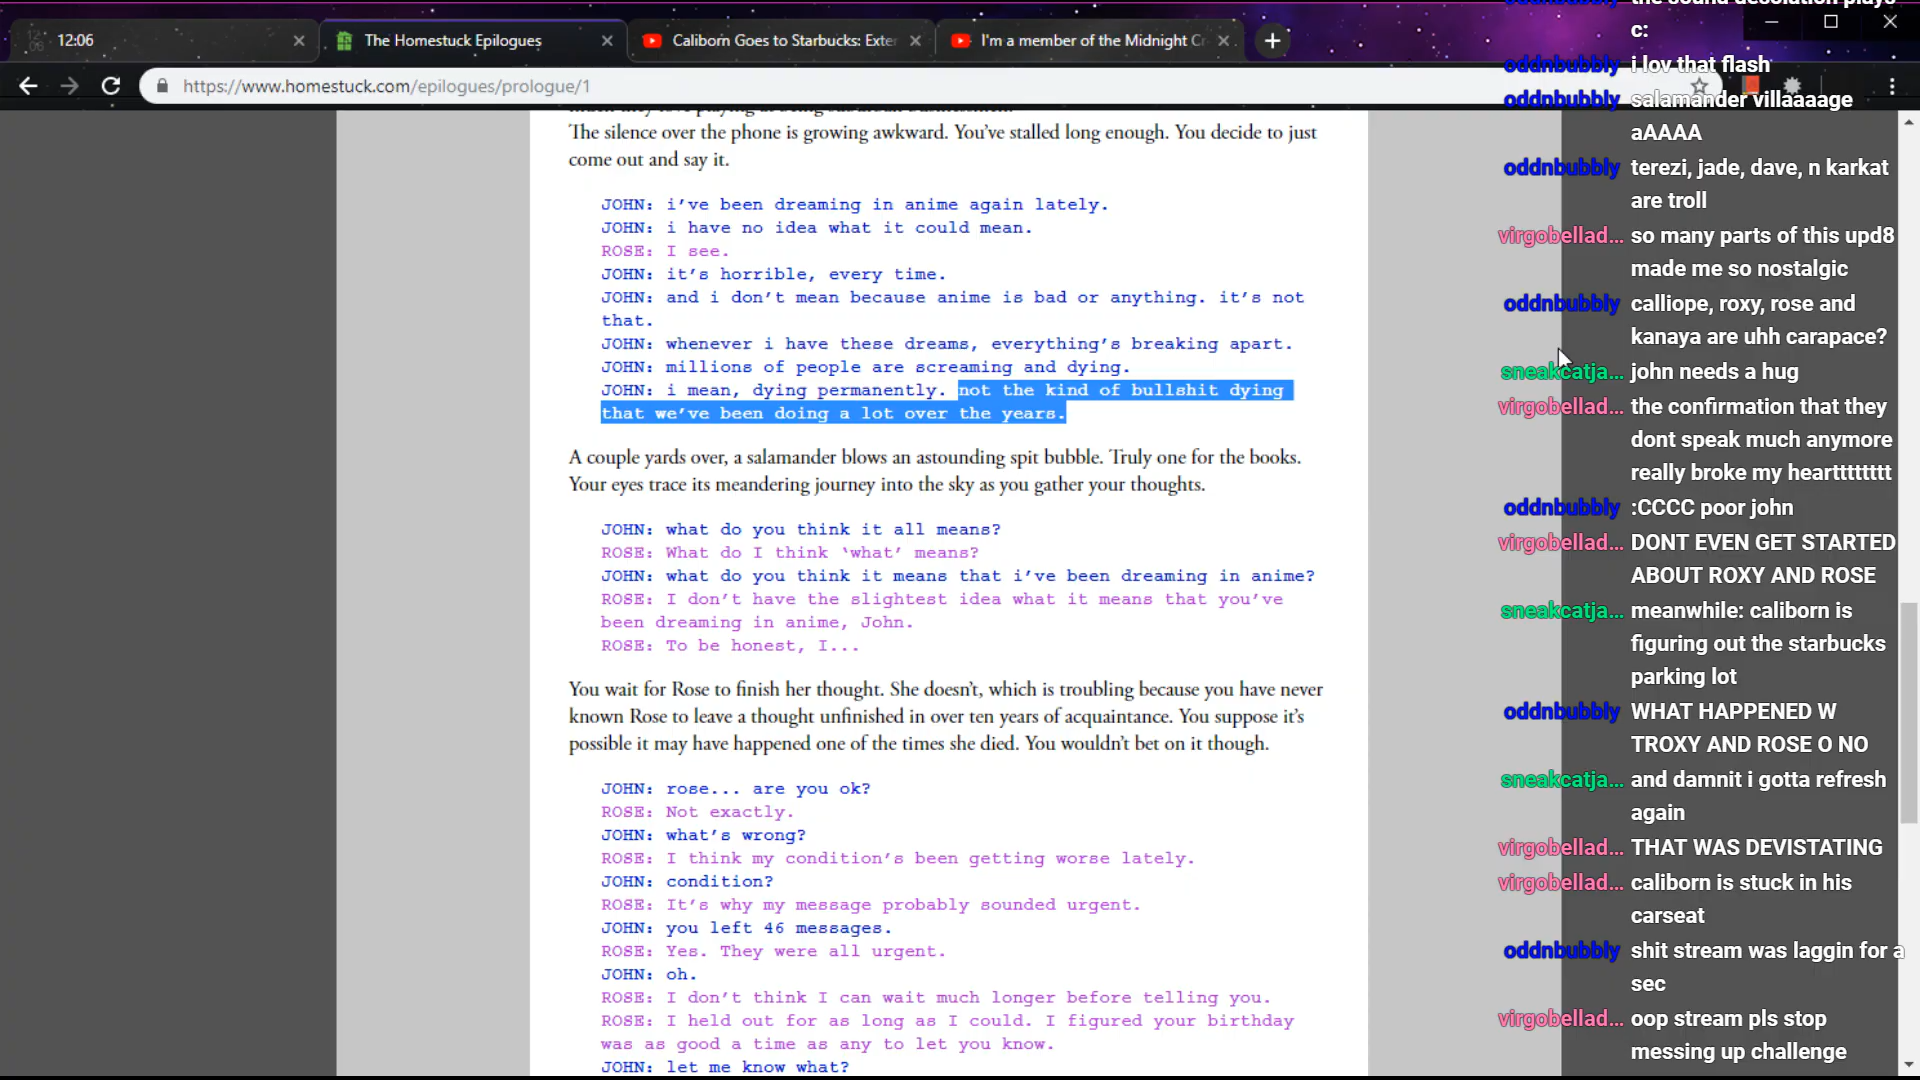 12:06
The Homestuck Epilogues
Caliborn Goes to Starbucks: Exter
I'm a member of the Midnight Cr
https://www.homestuck.com/epilogues/prologue/1
The silence over the phone is growing awkward. You've stalled long enough. You decide to just
come out and say it.
JOHN: i've been dreaming in anime again lately.
JOHN: i have no idea what it could mean.
ROSE: I see.
JOHN: it's horrible, every time.
JOHN: and i don't mean because anime is bad or anything. it's not
that.
JOHN: whenever i have these dreams, everything's breaking apart.
JOHN: millions of people are screaming and dying.
JOHN: i mean, dying permanently. not the kind of bullshit dying
that we've been doing a lot over the years.
A couple yards over, a salamander blows an astounding spit bubble. Truly one for the books.
Your eyes trace its meandering journey into the sky as you gather your thoughts.
JOHN: what do you think it all means?
ROSE: What do I think ‘what’ means?
JOHN: what do you think it means that i've been dreaming in anime?
ROSE: I don't have the slightest idea what it means that you've
been dreaming in anime, John.
ROSE: To be honest, I...
You wait for Rose to finish her thought. She doesn't, which is troubling because you have never
known Rose to leave a thought unfinished in over ten years of acquaintance. You suppose it's
possible it may have happened one of the times she died. You wouldn't bet on it though.
JOHN: rose... are you ok?
ROSE: Not exactly.
JOHN: what's wrong?
ROSE: I think my condition's been getting worse lately.
JOHN: condition?
ROSE: It's why my message probably sounded urgent.
JOHN: you left 46 messages.
ROSE: Yes. They were all urgent.
JOHN: oh.
ROSE: I don't think I can wait much longer before telling you.
ROSE: I held out for as long as I could. I figured your birthday
was as good a time as any to let you know.
JOHN: let me know what?
oddnbubbly the sound desolation plays
c:
oddnbubbly i lov that flash
oddnbubbly salamander villaaaage
aAAAA
oddnbubbly terezi, jade, dave, n karkat
are troll
virgobellad... so many parts of this upd8
made me so nostalgic
oddnbubbly calliope, roxy, rose and
kanaya are uhh carapace?
sneakcatja... john needs a hug
virgobellad... the confirmation that they
dont speak much anymore
really broke my hearttttttttt
oddnbubbly :CCCC poor john
virgobellad... DONT EVEN GET STARTED
ABOUT ROXY AND ROSE
sneakcatja... meanwhile: caliborn is
figuring out the starbucks
parking lot
oddnbubbly WHAT HAPPENED W
TROXY AND ROSE O NO
sneakcatja... and damnit i gotta refresh
again
virgobellad... THAT WAS DEVISTATING
virgobellad... caliborn is stuck in his
carseat
oddnbubbly shit stream was laggin for a
sec
virgobellad... oop stream pls stop
messing up challenge